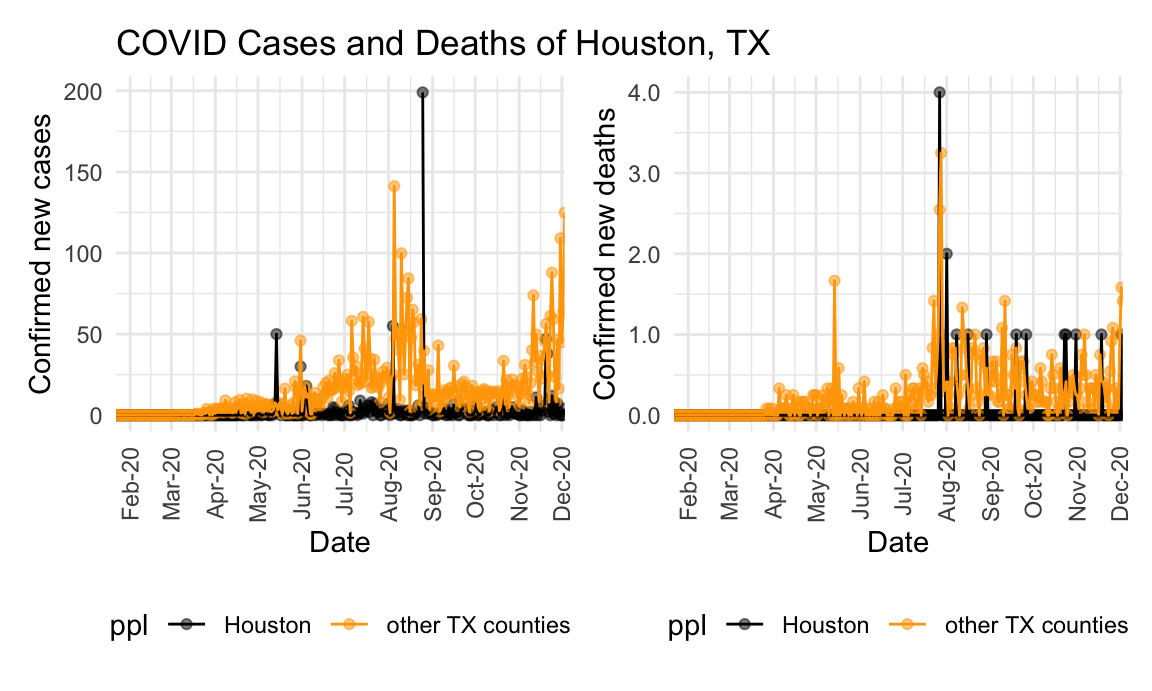 COVID Cases and Deaths of Houston, TX
Confirmed new cases
200
150
100
50
0
Feb-20
Mar-20
Apr-20
May-20
Jun-20
Jul-20
Aug-20
Sep-20
Oct-20
Nov-20
Dec-20
Date
ppl Houston other TX counties
Confirmed new deaths
4.0
3.0
2.0
1.0
0.0
Feb-20
Mar-20
Apr-20
May-20
Jun-20
Jul-20
Aug-20
Sep-20
Oct-20
Nov-20
Dec-20
Date
ppl Houston other TX counties